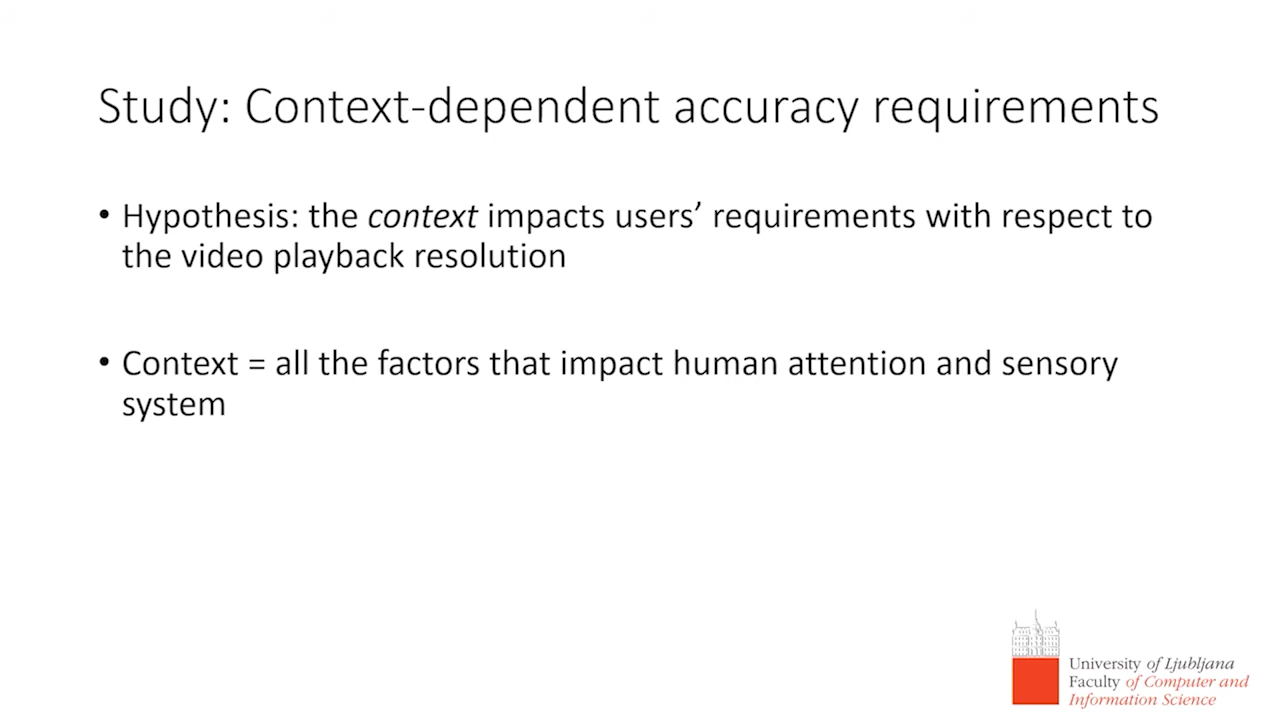 Study: Context-dependent accuracy requirements
• Hypothesis: the context impacts users’ requirements with respect to
the video playback resolution
• Context = all the factors that impact human attention and sensory
system
University of Ljubljana
Faculty of Computer and
Information Science